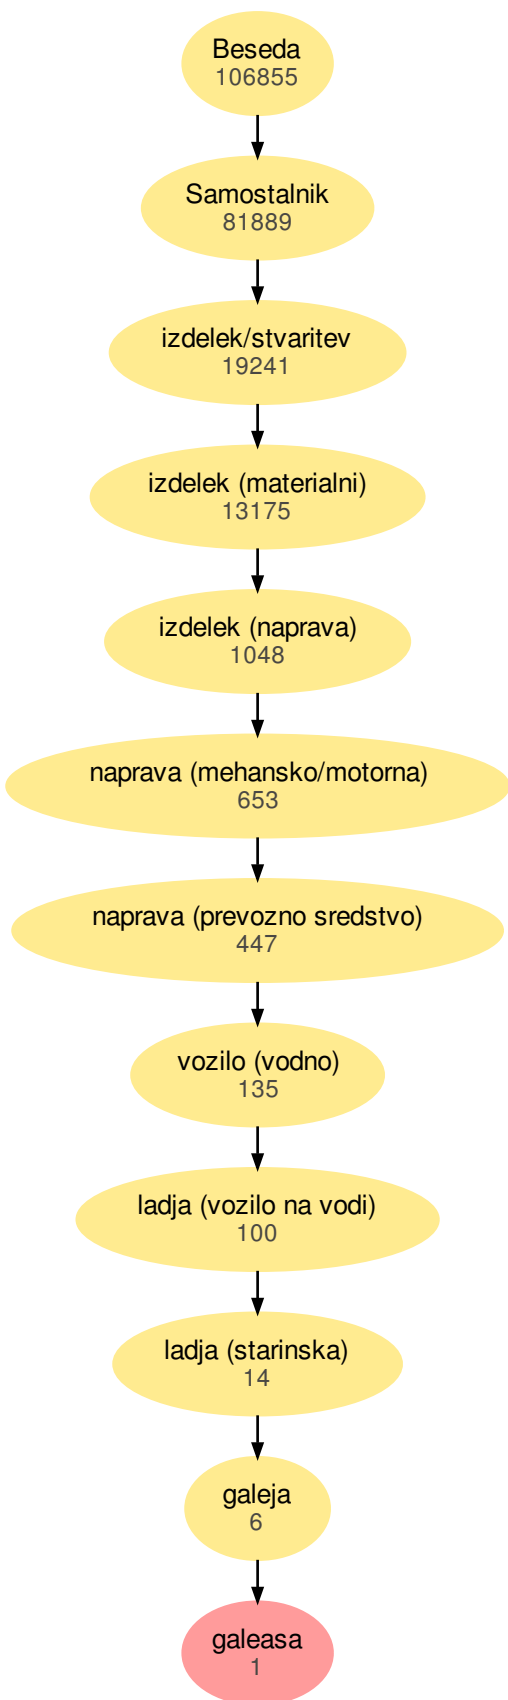 Beseda
106855
Samostalnik
81889
izdelek/stvaritev
19241
izdelek (materialni)
13175
izdelek (naprava)
1048
naprava (mehansko/motorna)
653
naprava (prevozno sredstvo)
447
vozilo (vodno)
135
ladja (vozilo na vodi)
100
ladja (starinska)
14
galeja
6
galeasa
1